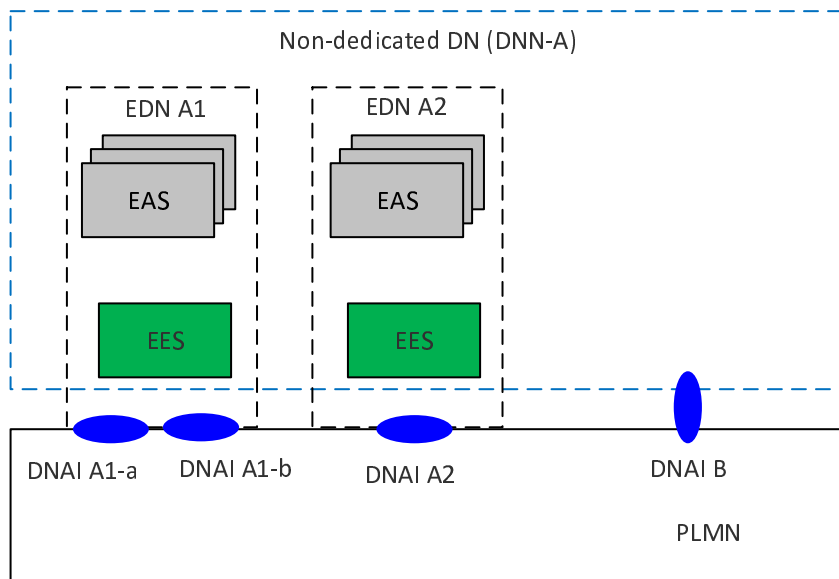 Non-dedicated DN (DNN-A)
EDN A1
EDN A2
EAS
EAS
EES
EES
DNAI A1-a
DNAI A1-b
DNAI A2
DNAI B
PLMN